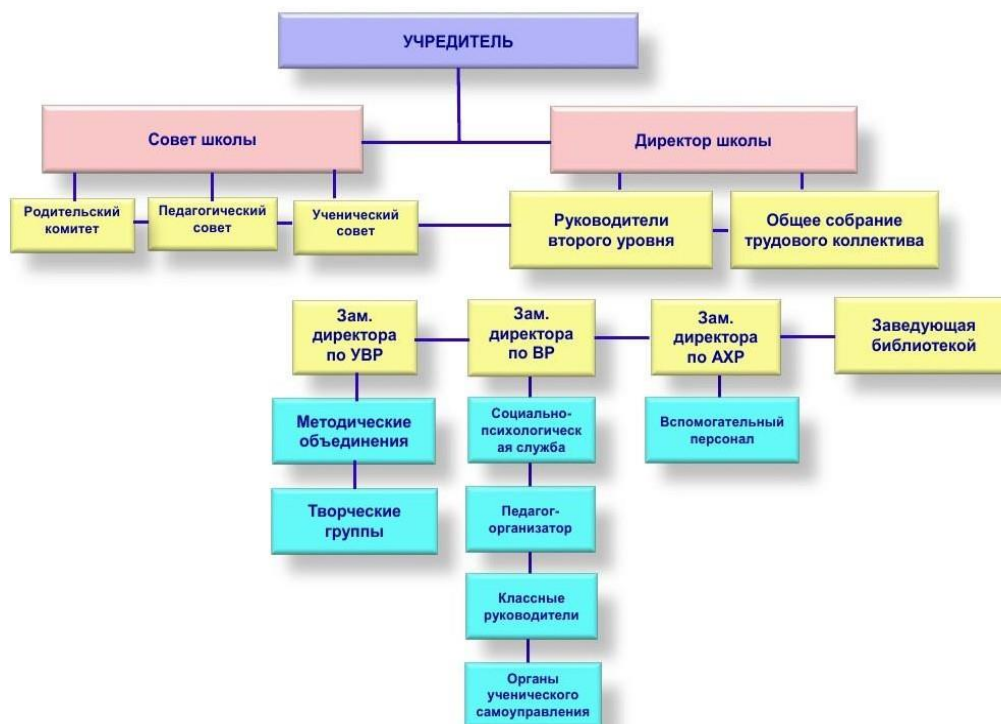 УЧРЕДИТЕЛЬ
Совет школы
Директор школы
Родительский
комитет
Педагогический
совет
Ученический
совет
Руководители
второго уровня
Общее собрание
трудового коллектива
Зам.
директора
по УВР
Зам.
директора
по ВР
Зам.
директора
по АХР
Заведующая
библиотекой
Методические
объединения
Социально-
психологическ
ая служба
Вспомогательный
персонал
Творческие
группы
Педагог-
организатор
Классные
руководители
Органы
ученического
самоуправления